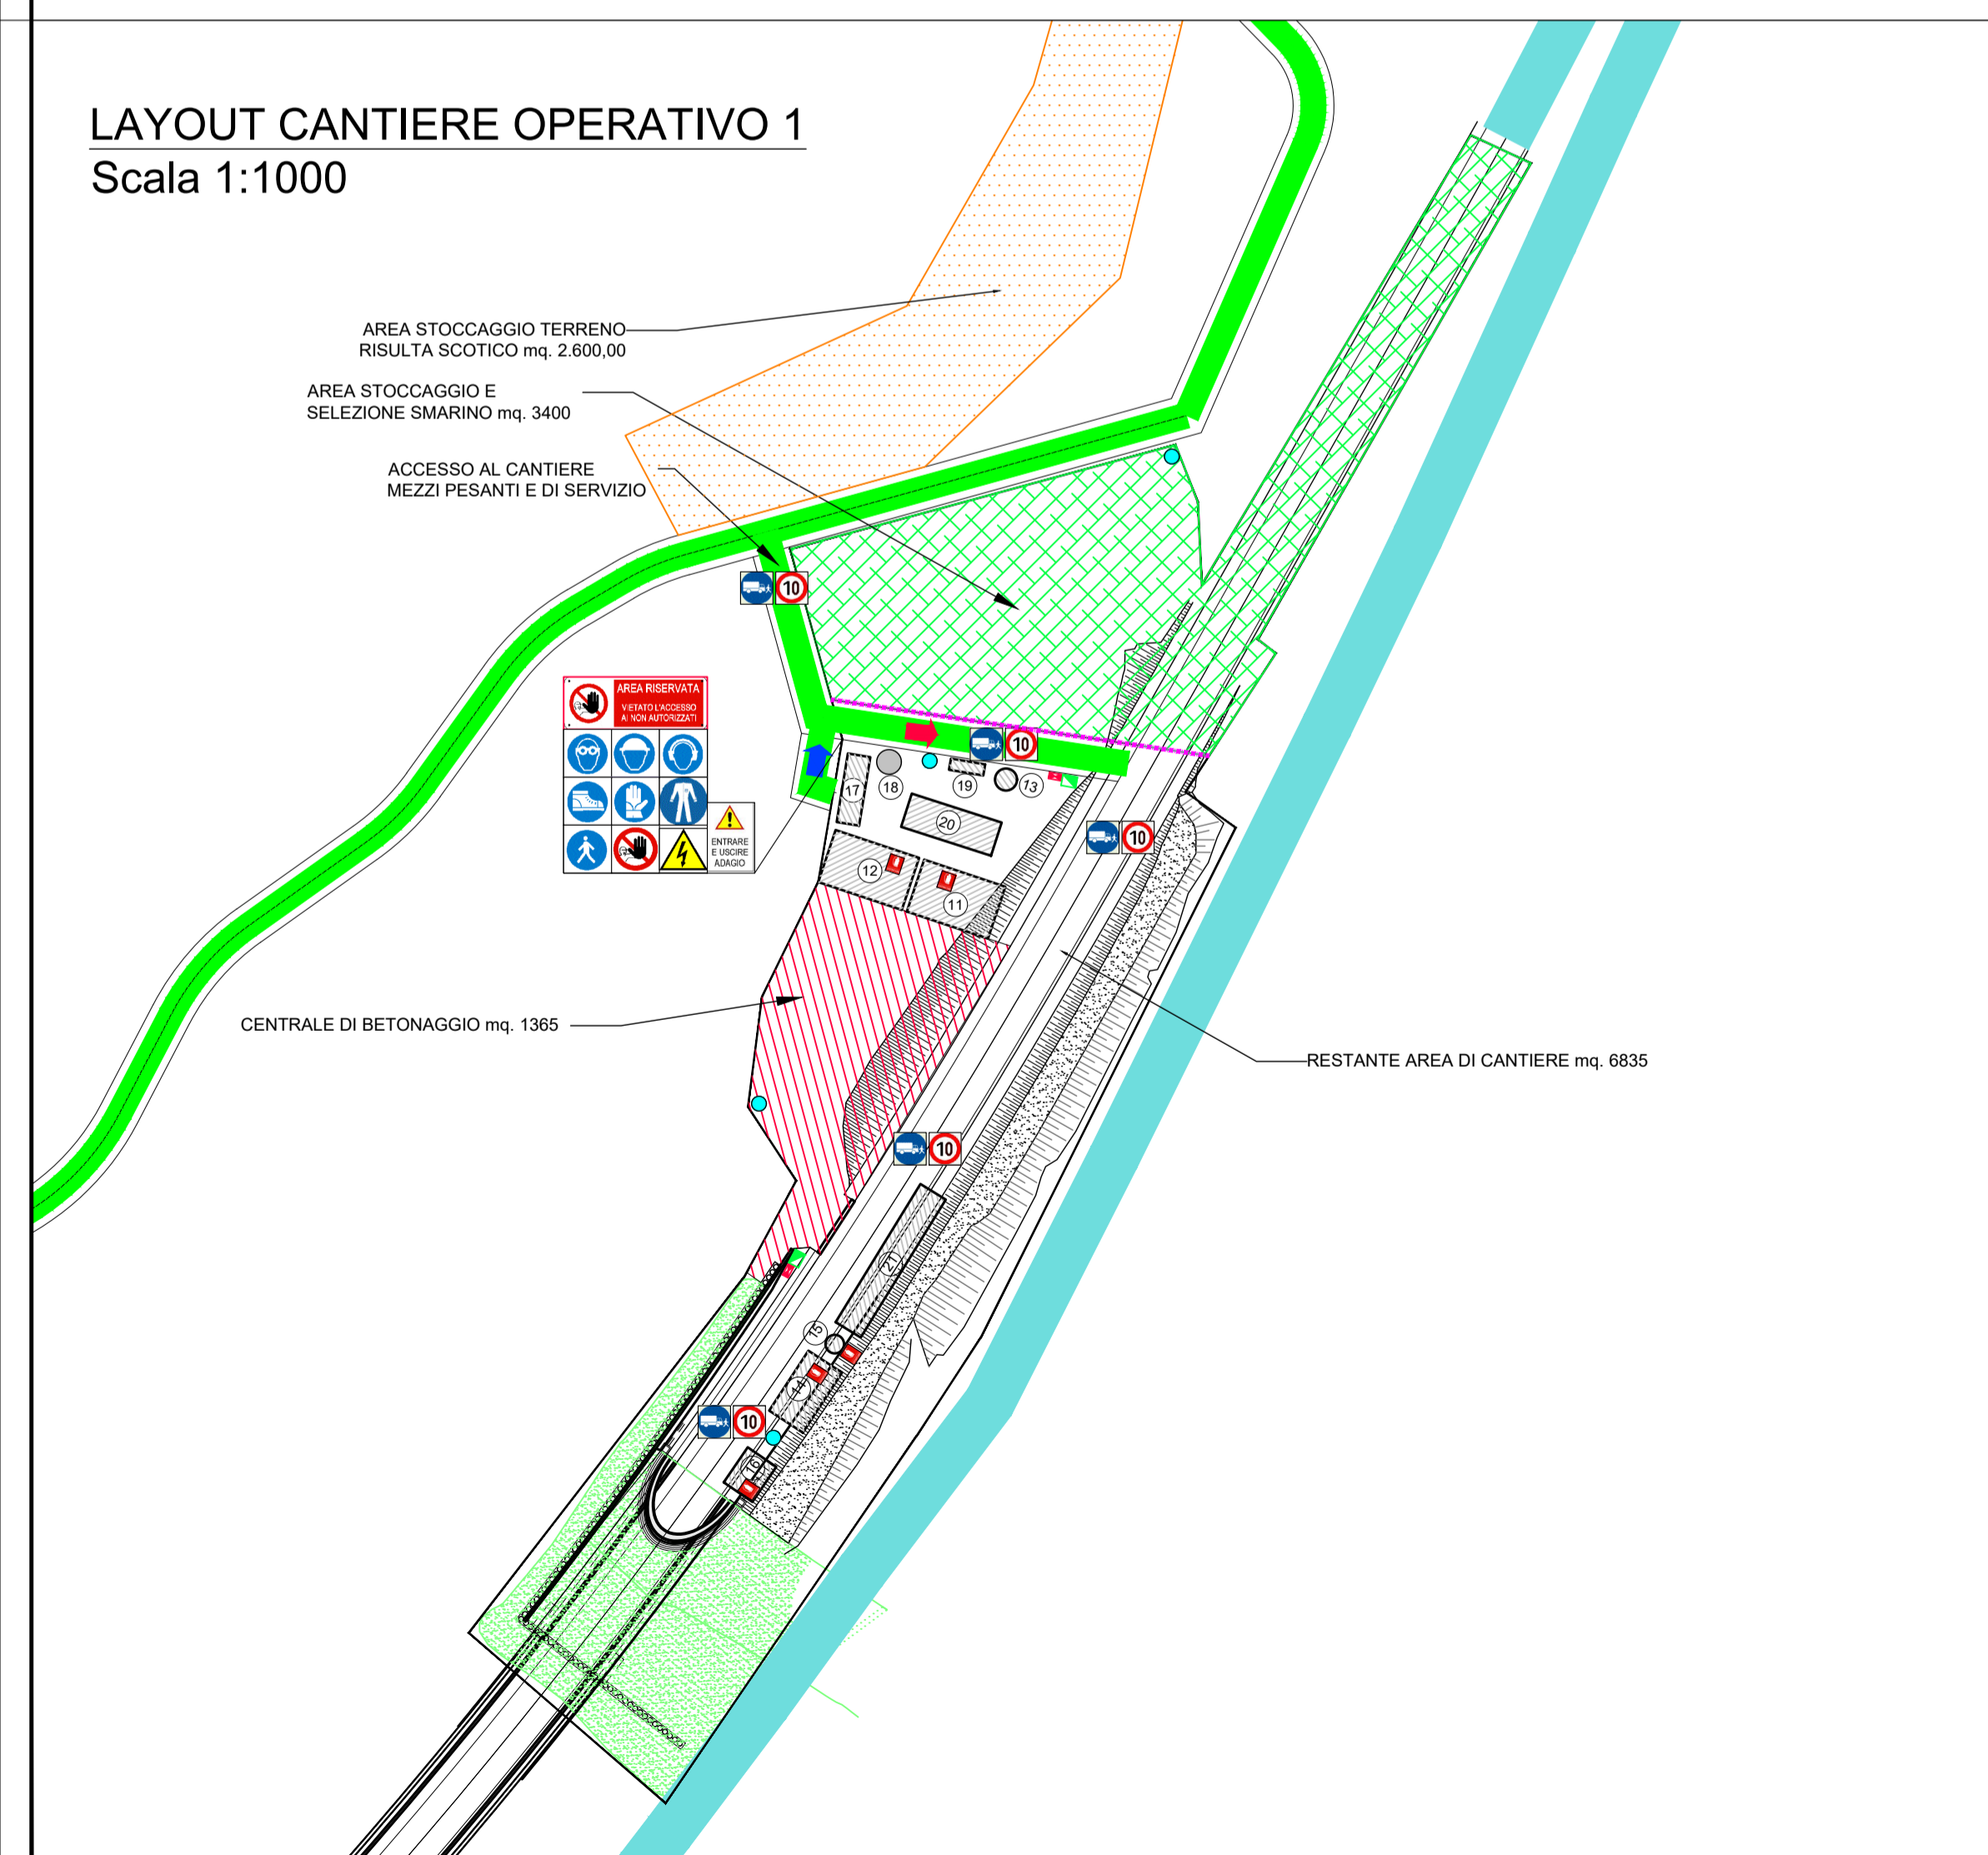 LAYOUT CANTIERE OPERATIVO 1
Scala 1:1000
AREA STOCCAGGIO TERRENO
RISULTA SCOTICO mq. 2.600,00
AREA STOCCAGGIO E
SELEZIONE SMARINO mq. 3400
ACCESSO AL CANTIERE
MEZZI PESANTI E DI SERVIZIO
10
AREA RISERVATA
VIETATO L'ACCESSO
AI NON AUTORIZZATI
ENTRARE
E USCIRE
ADAGIO
10
17
18
19
13
20
10
12
11
CENTRALE DI BETONAGGIO mq. 1365
RESTANTE AREA DI CANTIERE mq. 6835
10
21
15
14
10
16